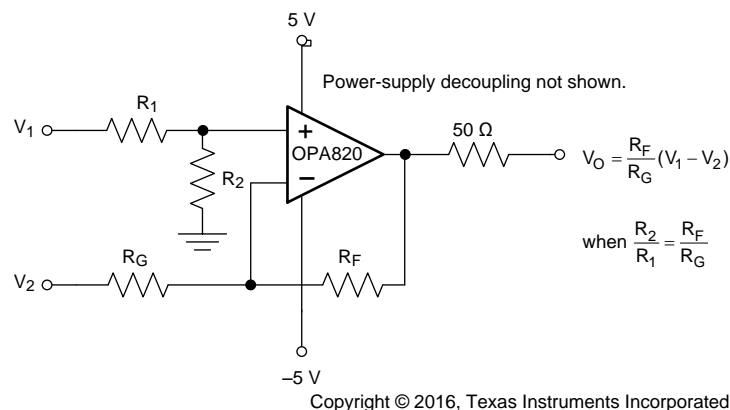 5 V
Power-supply decoupling not shown.
R1
V1
+
OPA820
−
R2
50 Ω
VO = RF/RG (V1 − V2)
when R2/R1 = RF/RG
RG
V2
RF
–5 V
Copyright © 2016, Texas Instruments Incorporated